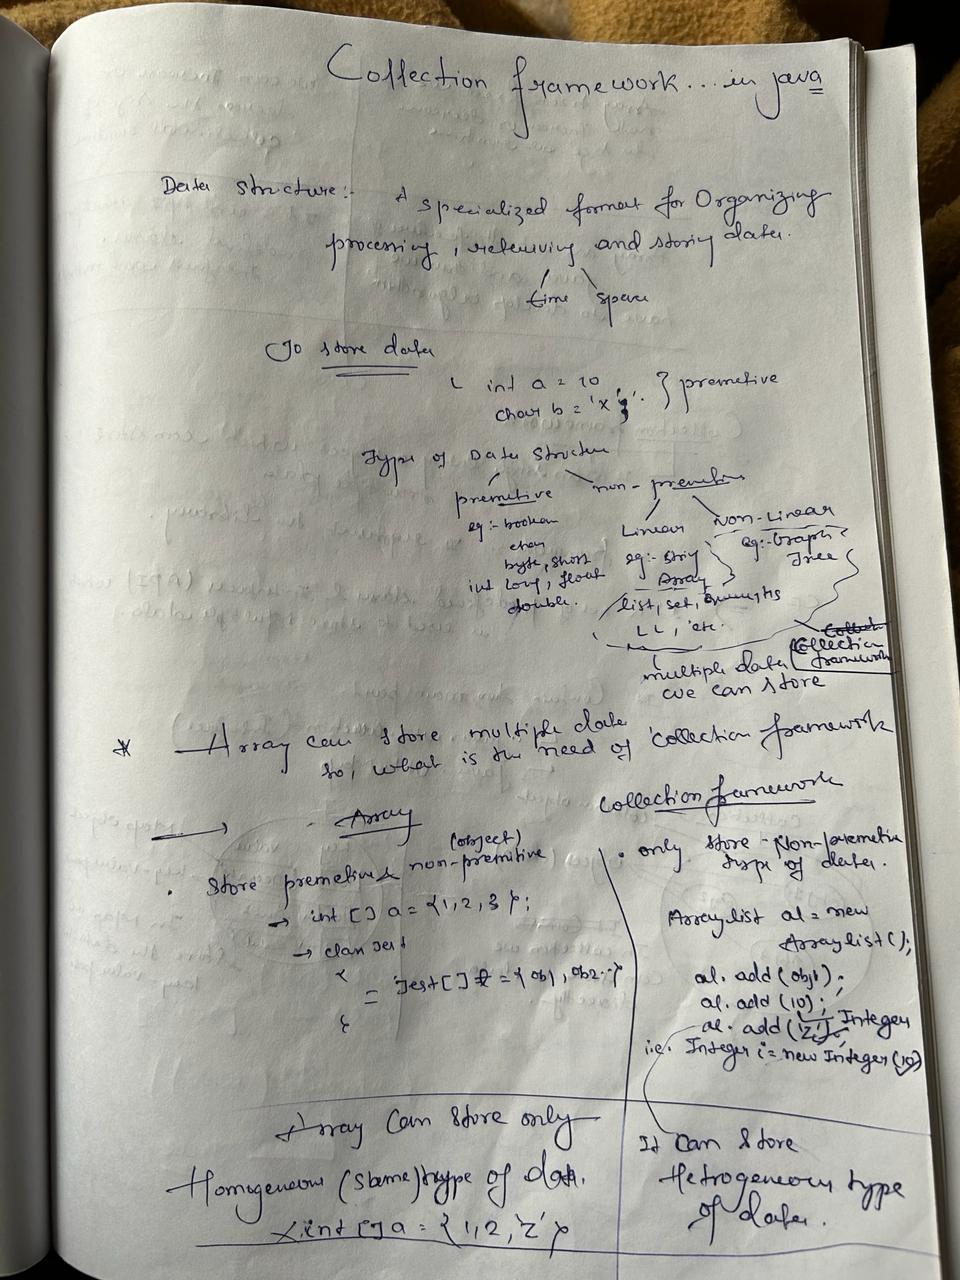 Collection framework... in java
Data structure:- A specialized format for Organizing
processing, retereiving and storing data.
time space
To store data
int a = 10
char b = 'x';
} premetive
Type of Data Structure
premetive
non-premetive
eg:- boolean
char
byte, short
int long, float
double.
Linear
eg:- String
Array
list, set,
LL, etc.
Non-Linear
eg:- Graph
Tree
Collection
framework
multiple data
we can store
* Array can store multiple data
so, what is the need of collection framework
→ Array
. Store premetive & non-premitive (object)
→ int [] a = {1,2,3};
→ class Test
{
= Test[] t = {ob1, ob2..}
}
Collection framework
. only store Non-premetive
type of data.
Arraylist al = new
Arraylist();
al. add (obj1);
al. add (10);
al. add ('Z'); Integer
i.e. Integer i = new Integer (10)
Array Can Store only
Homogeneous (Same) type of data.
x int [] a = {1,2,'Z'}
It can Store
Hetrogeneous type
of data.